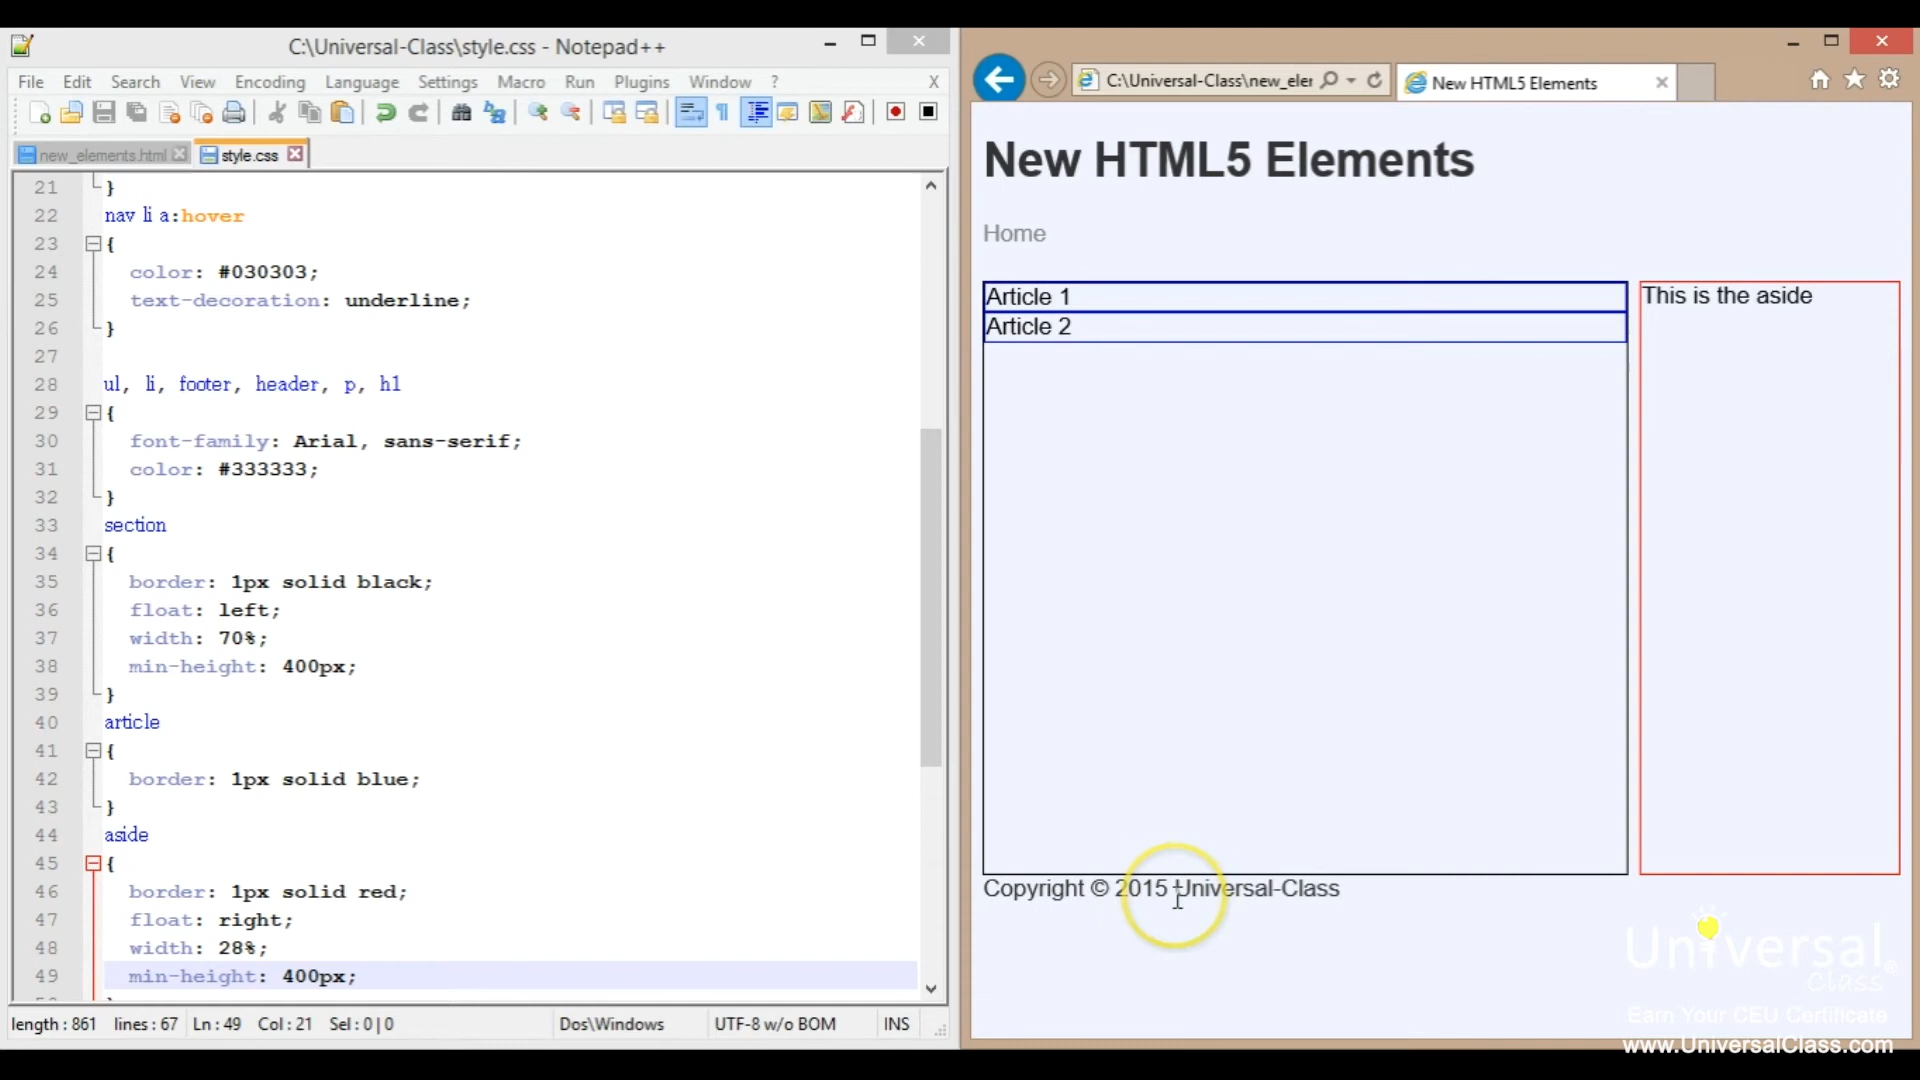 C:\Universal-Class\style.css - Notepad++
File Edit Search View Encoding Language Settings Macro Run Plugins Window ? X
new_elements.html style.css
21 }
22 nav li a:hover
23 {
24 color: #030303;
25 text-decoration: underline;
26 }
27
28 ul, li, footer, header, p, h1
29 {
30 font-family: Arial, sans-serif;
31 color: #333333;
32 }
33 section
34 {
35 border: 1px solid black;
36 float: left;
37 width: 70%;
38 min-height: 400px;
39 }
40 article
41 {
42 border: 1px solid blue;
43 }
44 aside
45 {
46 border: 1px solid red;
47 float: right;
48 width: 28%;
49 min-height: 400px;
length : 861 lines : 67 Ln : 49 Col : 21 Sel : 0 | 0 Dos\Windows UTF-8 w/o BOM INS
C:\Universal-Class\new_eler New HTML5 Elements
New HTML5 Elements
Home
Article 1
Article 2
This is the aside
Copyright © 2015 Universal-Class
Universal®
Class
Earn Your CEU Certificate
www.UniversalClass.com